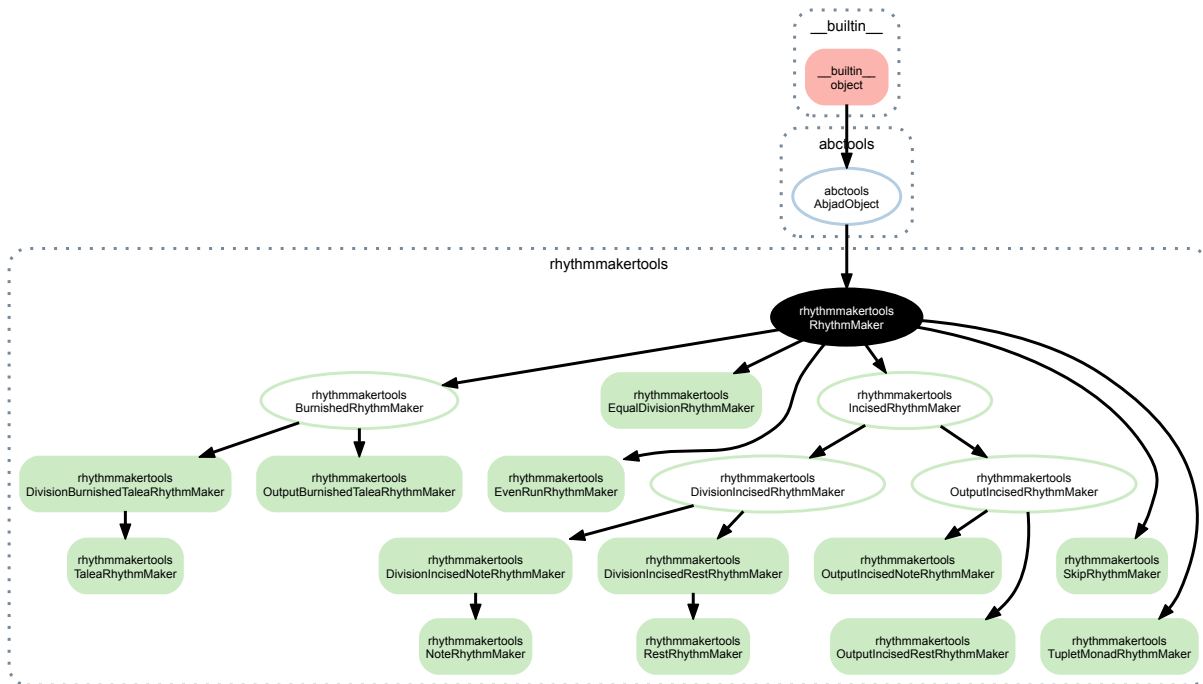 __builtin__
__builtin__
object
abctools
abctools
AbjadObject
rhythmmakertools
rhythmmakertools
RhythmMaker
rhythmmakertools
BurnishedRhythmMaker
rhythmmakertools
EqualDivisionRhythmMaker
rhythmmakertools
IncisedRhythmMaker
rhythmmakertools
DivisionBurnishedTaleaRhythmMaker
rhythmmakertools
OutputBurnishedTaleaRhythmMaker
rhythmmakertools
EvenRunRhythmMaker
rhythmmakertools
DivisionIncisedRhythmMaker
rhythmmakertools
OutputIncisedRhythmMaker
rhythmmakertools
TaleaRhythmMaker
rhythmmakertools
DivisionIncisedNoteRhythmMaker
rhythmmakertools
DivisionIncisedRestRhythmMaker
rhythmmakertools
OutputIncisedNoteRhythmMaker
rhythmmakertools
SkipRhythmMaker
rhythmmakertools
NoteRhythmMaker
rhythmmakertools
RestRhythmMaker
rhythmmakertools
OutputIncisedRestRhythmMaker
rhythmmakertools
TupletMonadRhythmMaker